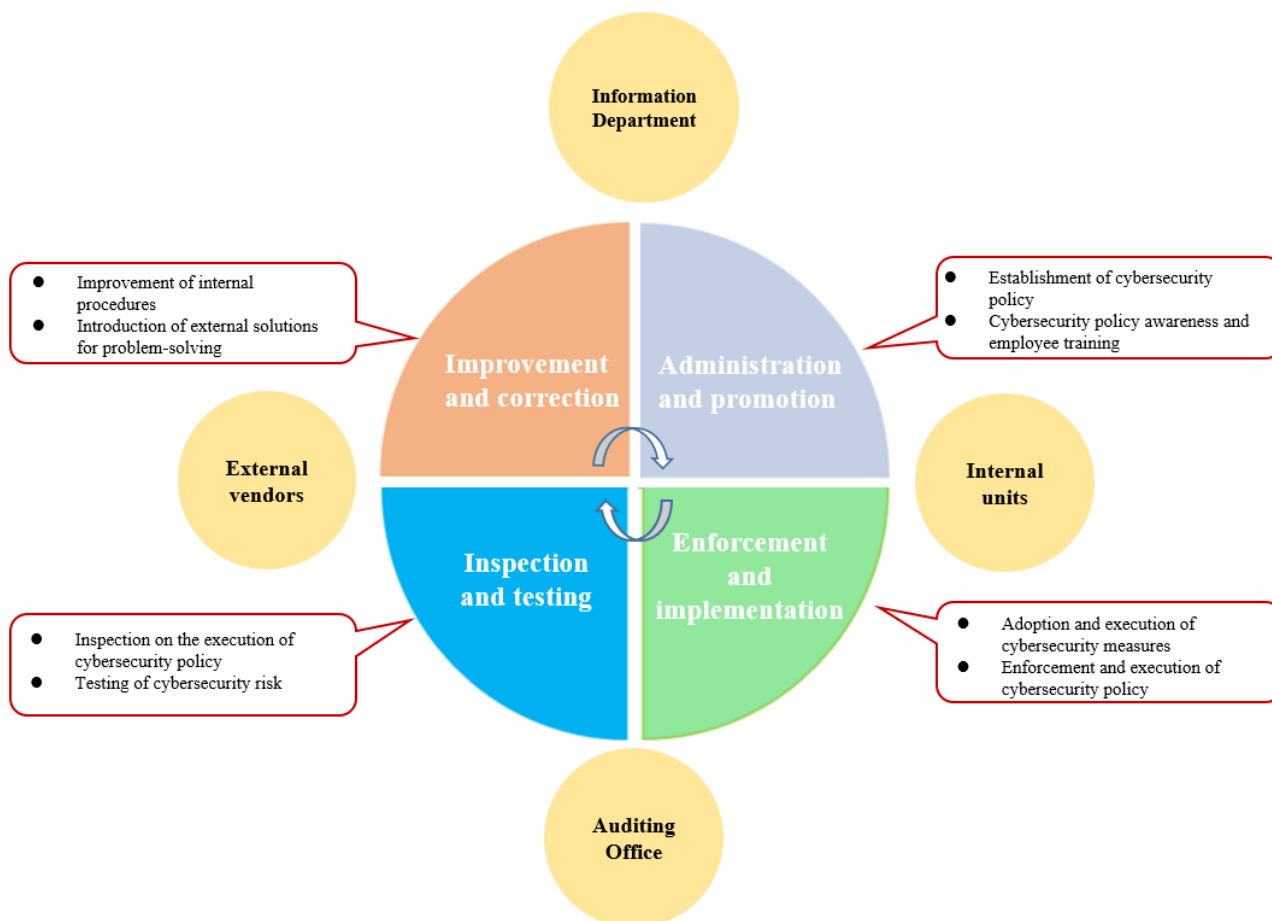 Information
Department
● Improvement of internal
procedures
● Introduction of external solutions
for problem-solving
● Establishment of cybersecurity
policy
● Cybersecurity policy awareness and
employee training
Improvement
and correction
Administration
and promotion
External
vendors
Internal
units
Inspection
and testing
Enforcement
and
implementation
● Inspection on the execution of
cybersecurity policy
● Testing of cybersecurity risk
● Adoption and execution of
cybersecurity measures
● Enforcement and execution of
cybersecurity policy
Auditing
Office